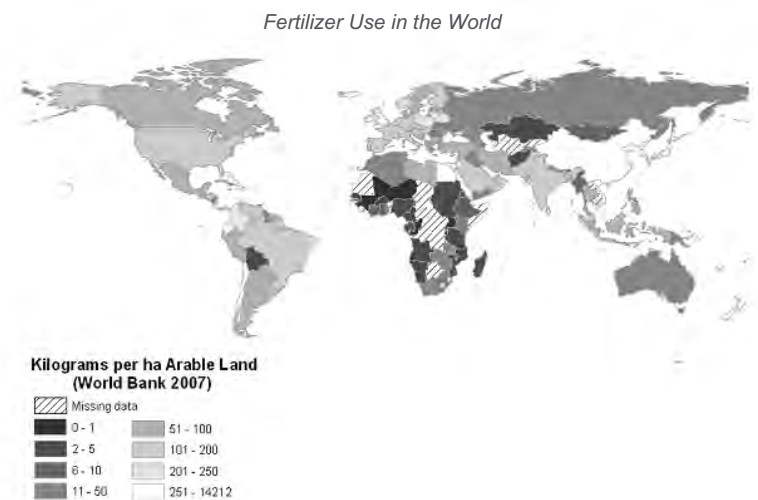 Fertilizer Use in the World
Kilograms per ha Arable Land
(World Bank 2007)
Missing data
0 - 1
2 - 5
6 - 10
11 - 50
51 - 100
101 - 200
201 - 250
251 - 14212